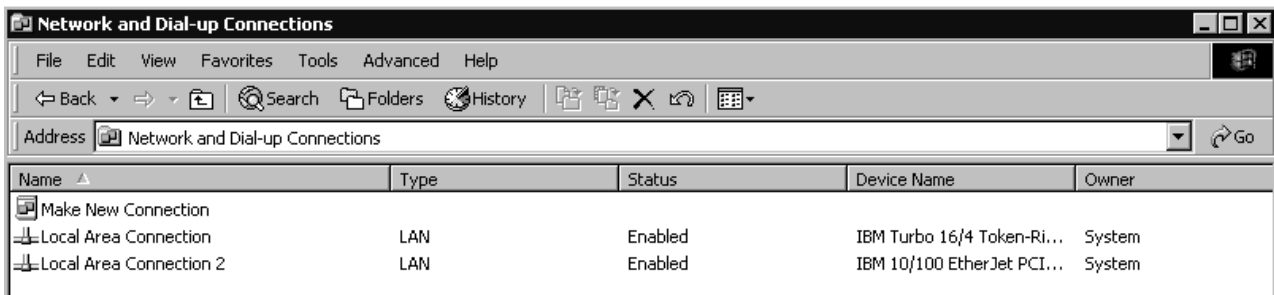 Network and Dial-up Connections
File Edit View Favorites Tools Advanced Help
Back Search Folders History
Address Network and Dial-up Connections Go
Name Type Status Device Name Owner
Make New Connection
Local Area Connection LAN Enabled IBM Turbo 16/4 Token-Ri... System
Local Area Connection 2 LAN Enabled IBM 10/100 EtherJet PCI... System